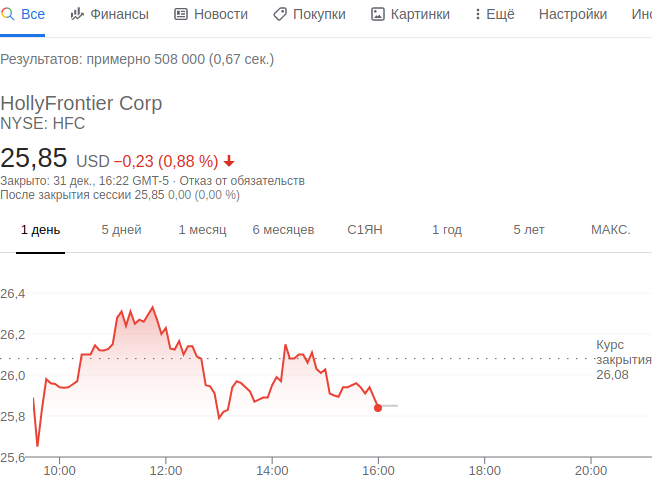 Все Финансы Новости Покупки Картинки Ещё Настройки Инс
Результатов: примерно 508 000 (0,67 сек.)
HollyFrontier Corp
NYSE: HFC
25,85 USD −0,23 (0,88 %)
Закрыто: 31 дек., 16:22 GMT-5 · Отказ от обязательств
После закрытия сессии 25,85 0,00 (0,00 %)
1 день 5 дней 1 месяц 6 месяцев С1ЯН 1 год 5 лет МАКС.
26,4
26,2
Курс
закрытия
26,08
26,0
25,8
25,6
10:00 12:00 14:00 16:00 18:00 20:00